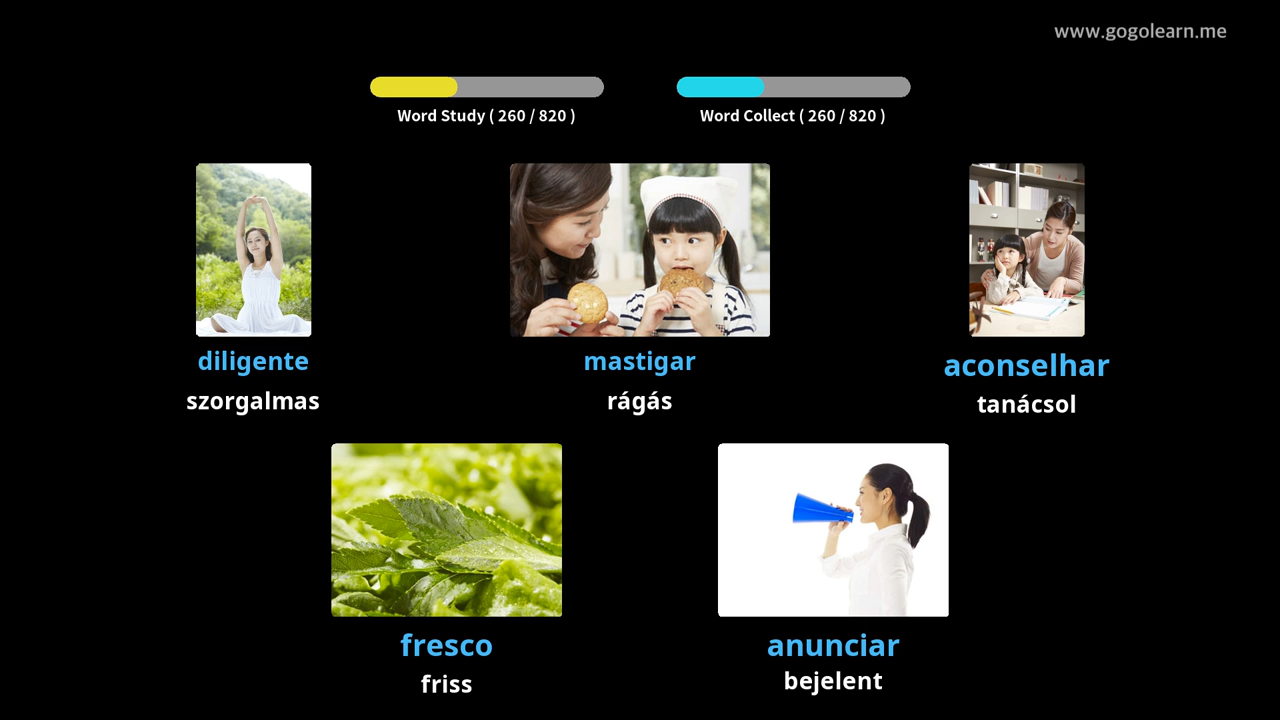 www.gogolearn.me
Word Study ( 260 / 820 )
Word Collect ( 260 / 820 )
diligente
szorgalmas
mastigar
rágás
aconselhar
tanácsol
fresco
friss
anunciar
bejelent